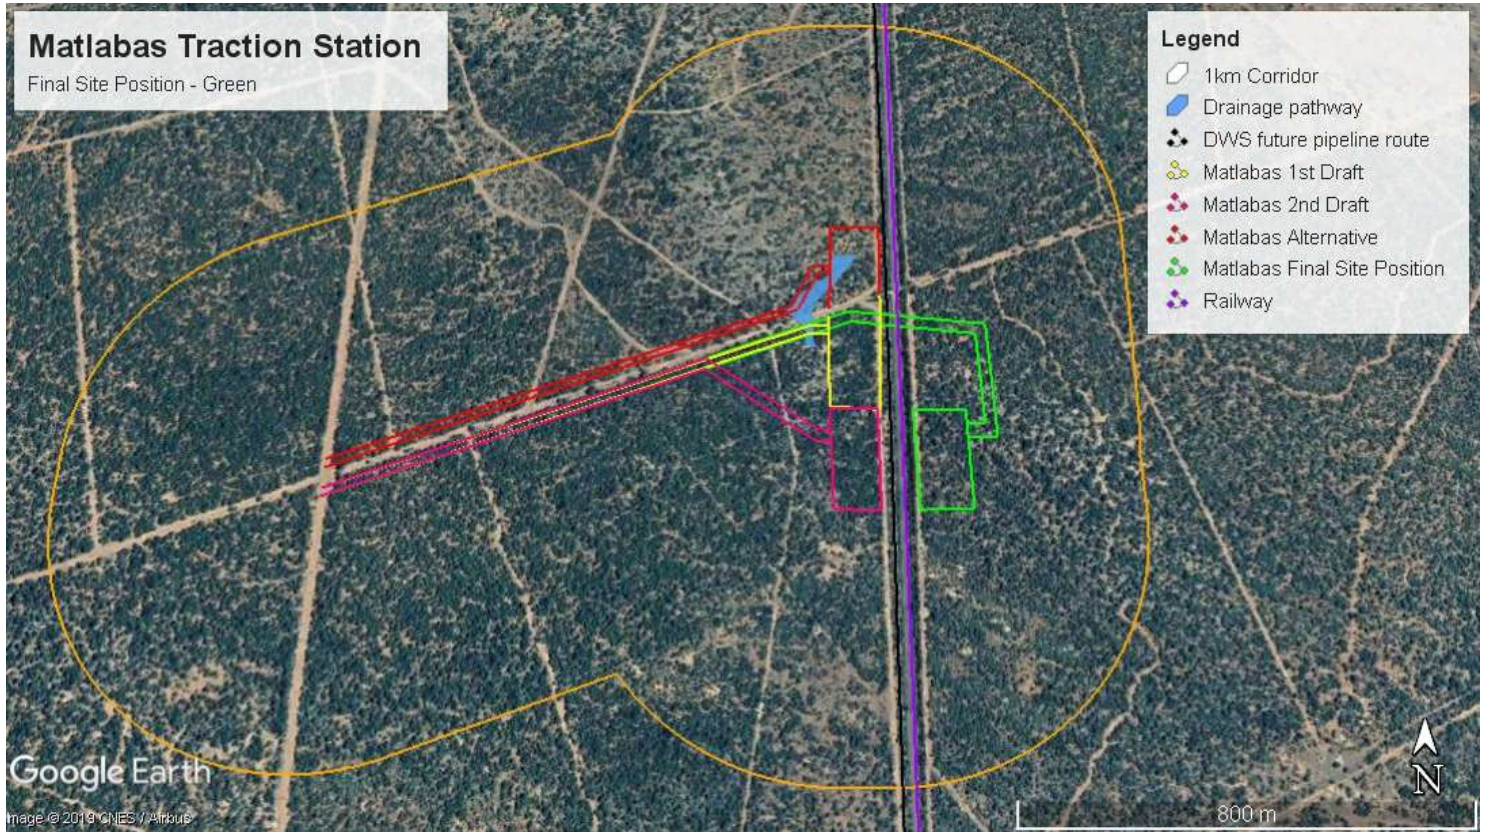 Matlabas Traction Station
Final Site Position - Green
Legend
1km Corridor
Drainage pathway
DWS future pipeline route
Matlabas 1st Draft
Matlabas 2nd Draft
Matlabas Alternative
Matlabas Final Site Position
Railway
N
Google Earth
mage © 2019 CNES / Airbus
800 m